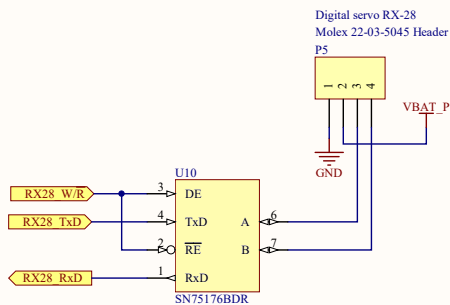 Digital servo RX-28
Molex 22-03-5045 Header
P5
1 2 3 4
VBAT_P
GND
U10
RX28_W/R 3 DE
RX28_TxD 4 TxD A 6
2 RE B 7
RX28_RxD 1 RxD
SN75176BDR